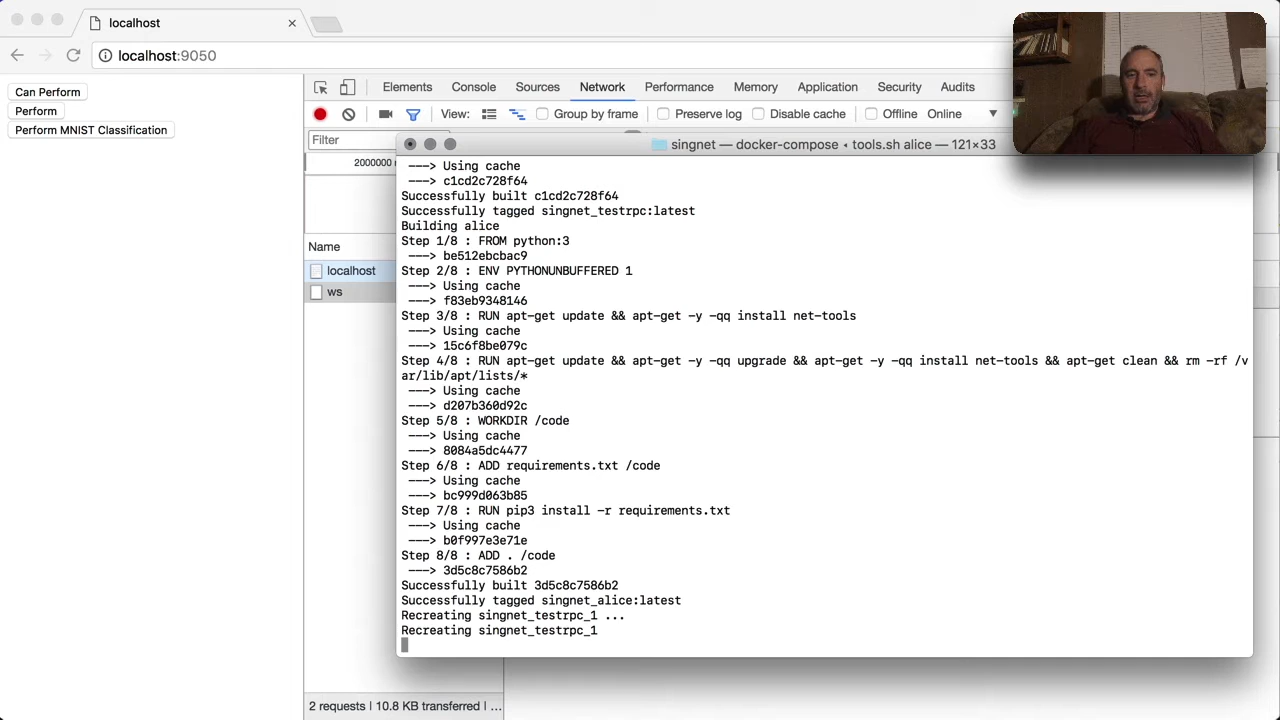 localhost
localhost:9050
Can Perform
Perform
Perform MNIST Classification
Elements Console Sources Network Performance Memory Application Security Audits
View: Group by frame Preserve log Disable cache Offline Online
Filter
2000000
Name
localhost
ws
2 requests | 10.8 KB transferred | ...
singnet — docker-compose ◂ tools.sh alice — 121×33
---> Using cache
---> c1cd2c728f64
Successfully built c1cd2c728f64
Successfully tagged singnet_testrpc:latest
Building alice
Step 1/8 : FROM python:3
---> be512ebcbac9
Step 2/8 : ENV PYTHONUNBUFFERED 1
---> Using cache
---> f83eb9348146
Step 3/8 : RUN apt-get update && apt-get -y -qq install net-tools
---> Using cache
---> 15c6f8be079c
Step 4/8 : RUN apt-get update && apt-get -y -qq upgrade && apt-get -y -qq install net-tools && apt-get clean && rm -rf /v
ar/lib/apt/lists/*
---> Using cache
---> d207b360d92c
Step 5/8 : WORKDIR /code
---> Using cache
---> 8084a5dc4477
Step 6/8 : ADD requirements.txt /code
---> Using cache
---> bc999d063b85
Step 7/8 : RUN pip3 install -r requirements.txt
---> Using cache
---> b0f997e3e71e
Step 8/8 : ADD . /code
---> 3d5c8c7586b2
Successfully built 3d5c8c7586b2
Successfully tagged singnet_alice:latest
Recreating singnet_testrpc_1 ...
Recreating singnet_testrpc_1